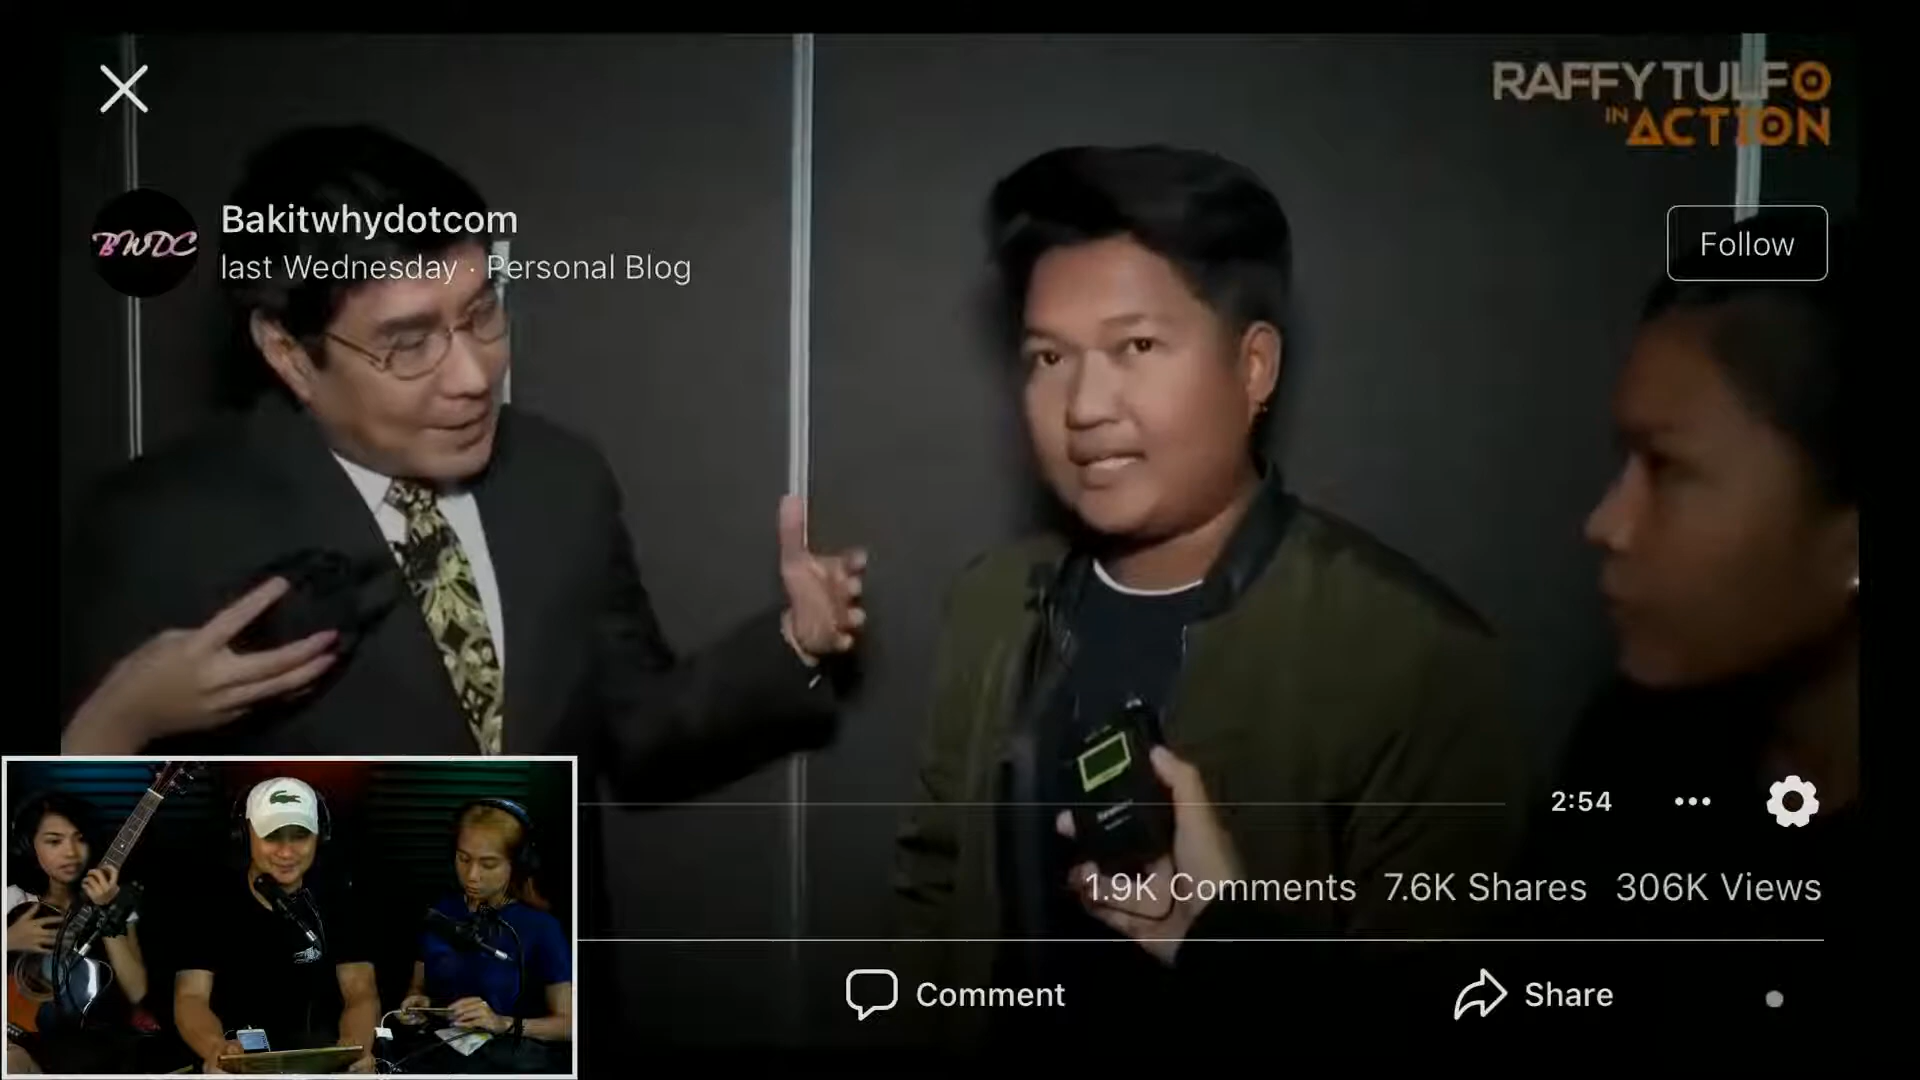 RAFFY TULFO
IN ACTION
BWDC
Bakitwhydotcom
last Wednesday · Personal Blog
Follow
2:54
1.9K Comments 7.6K Shares 306K Views
Comment
Share